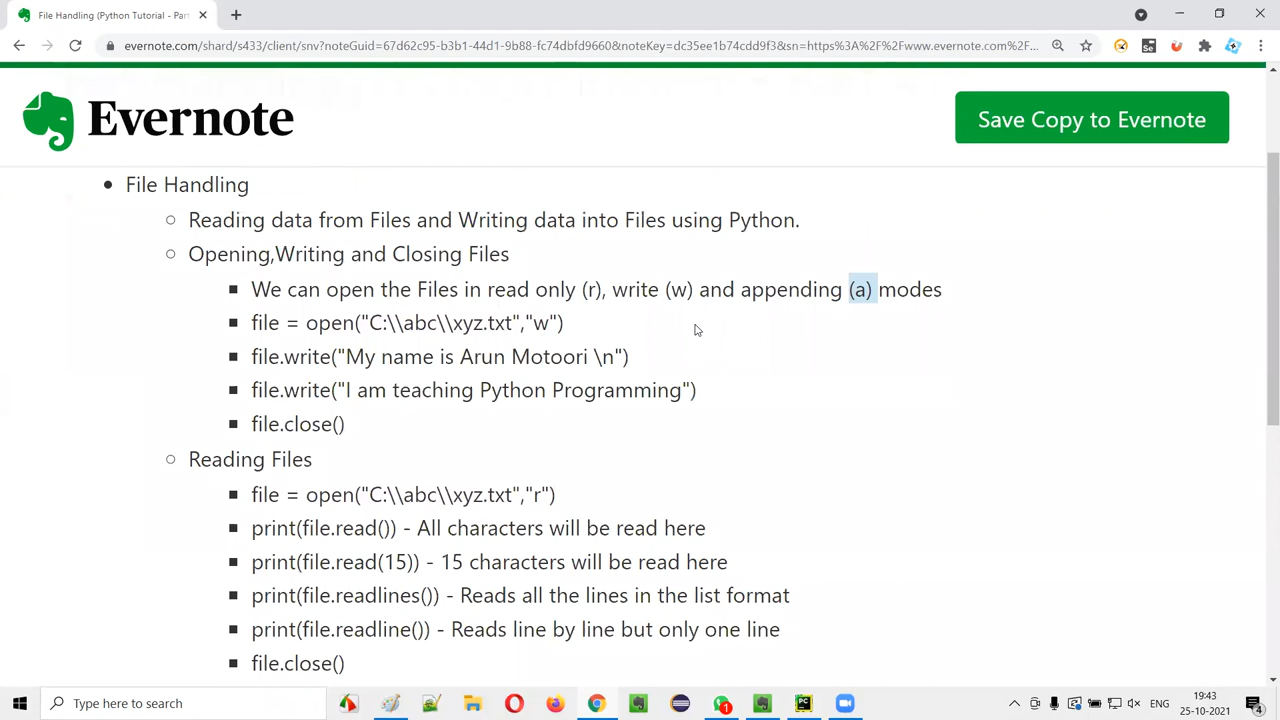 File Handling (Python Tutorial - Part
evernote.com/shard/s433/client/snv?noteGuid=67d62c95-b3b1-44d1-9b88-fc74dbfd9660&noteKey=dc35ee1b74cdd9f3&sn=https%3A%2F%2Fwww.evernote.com%2F...
Evernote
Save Copy to Evernote
File Handling
Reading data from Files and Writing data into Files using Python.
Opening,Writing and Closing Files
We can open the Files in read only (r), write (w) and appending (a) modes
file = open("C:\\abc\\xyz.txt","w")
file.write("My name is Arun Motoori \n")
file.write("I am teaching Python Programming")
file.close()
Reading Files
file = open("C:\\abc\\xyz.txt","r")
print(file.read()) - All characters will be read here
print(file.read(15)) - 15 characters will be read here
print(file.readlines()) - Reads all the lines in the list format
print(file.readline()) - Reads line by line but only one line
file.close()
Type here to search
1
PC
ENG
19:43
25-10-2021
4